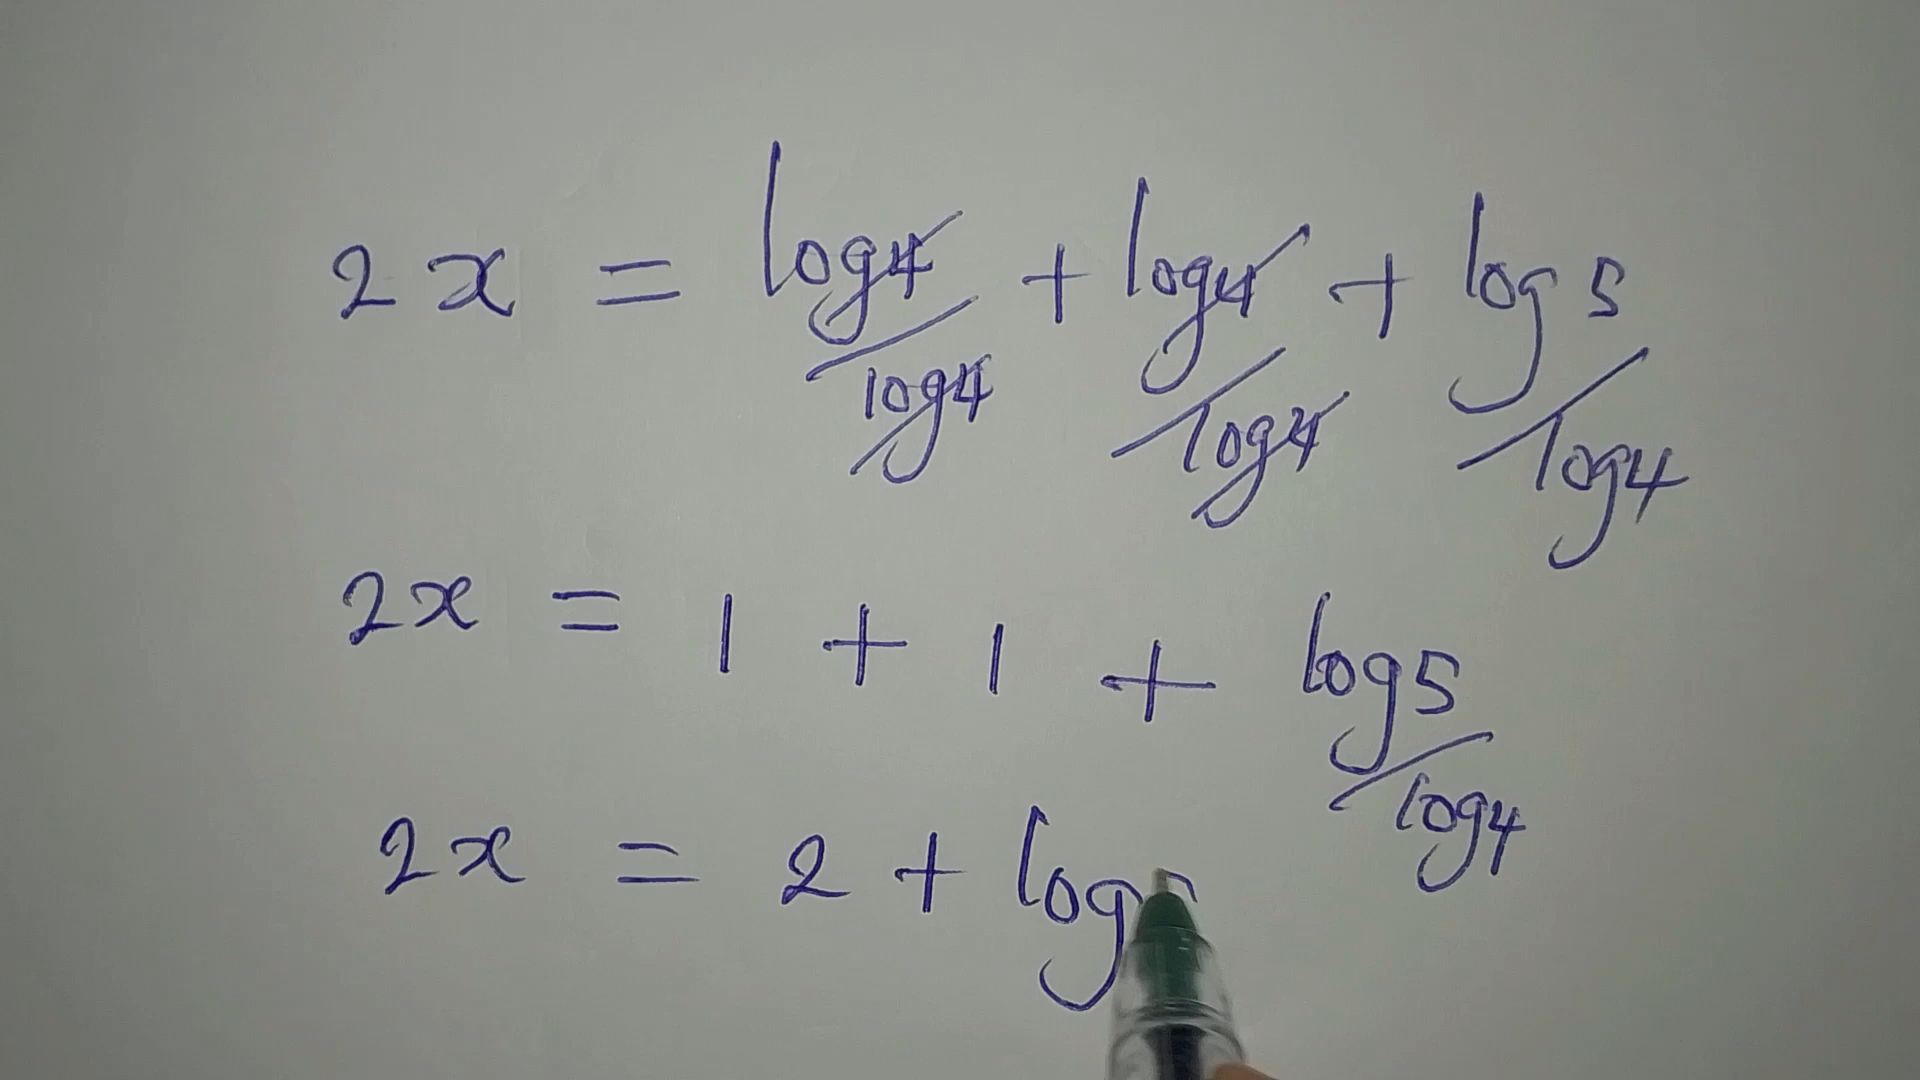 2x = log4/log4 + log4/log4 + log5/log4
2x = 1 + 1 + log5/log4
2x = 2 + log